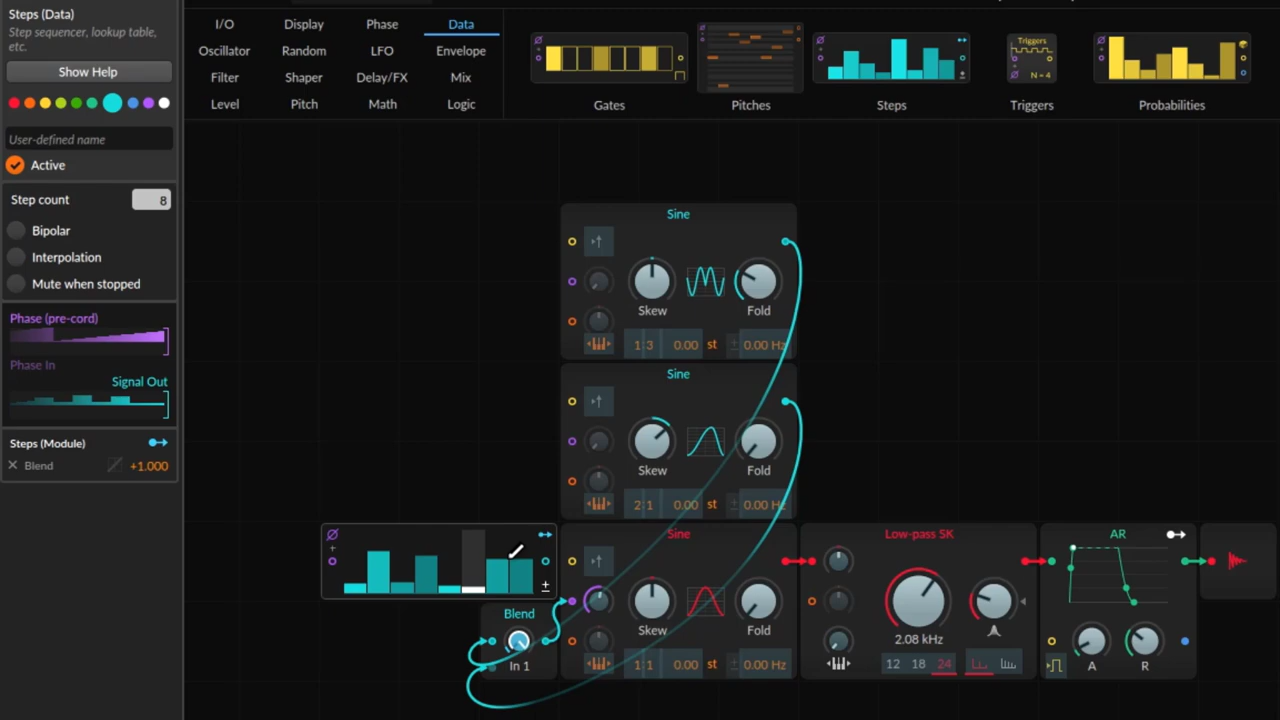 Steps (Data)
Step sequencer, lookup table,
etc.
Show Help
User-defined name
Active
Step count 8
Bipolar
Interpolation
Mute when stopped
Phase (pre-cord)
Phase In
Signal Out
Steps (Module)
Blend +1.000
I/O Display Phase Data
Oscillator Random LFO Envelope
Filter Shaper Delay/FX Mix
Level Pitch Math Logic
Triggers
N = 4
Gates Pitches Steps Triggers Probabilities
Sine
Skew Fold
1:3 0.00 st ± 0.00 Hz
Sine
Skew Fold
2:1 0.00 st ± 0.00 Hz
Sine
Skew Fold
1:1 0.00 st ± 0.00 Hz
Blend
In 1
Low-pass SK
2.08 kHz
12 18 24
AR
A R